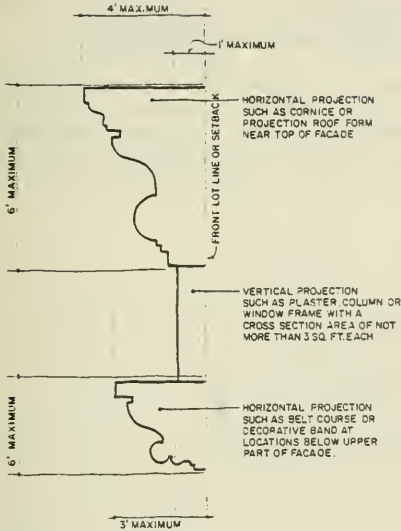 4' MAXIMUM
1' MAXIMUM
HORIZONTAL PROJECTION
SUCH AS CORNICE OR
PROJECTION ROOF FORM
NEAR TOP OF FACADE
FRONT LOT LINE OR SETBACK
6' MAXIMUM
VERTICAL PROJECTION
SUCH AS PLASTER, COLUMN OR
WINDOW FRAME WITH A
CROSS SECTION AREA OF NOT
MORE THAN 3 SQ. FT. EACH
6' MAXIMUM
HORIZONTAL PROJECTION
SUCH AS BELT COURSE OR
DECORATIVE BAND AT
LOCATIONS BELOW UPPER
PART OF FACADE.
3' MAXIMUM